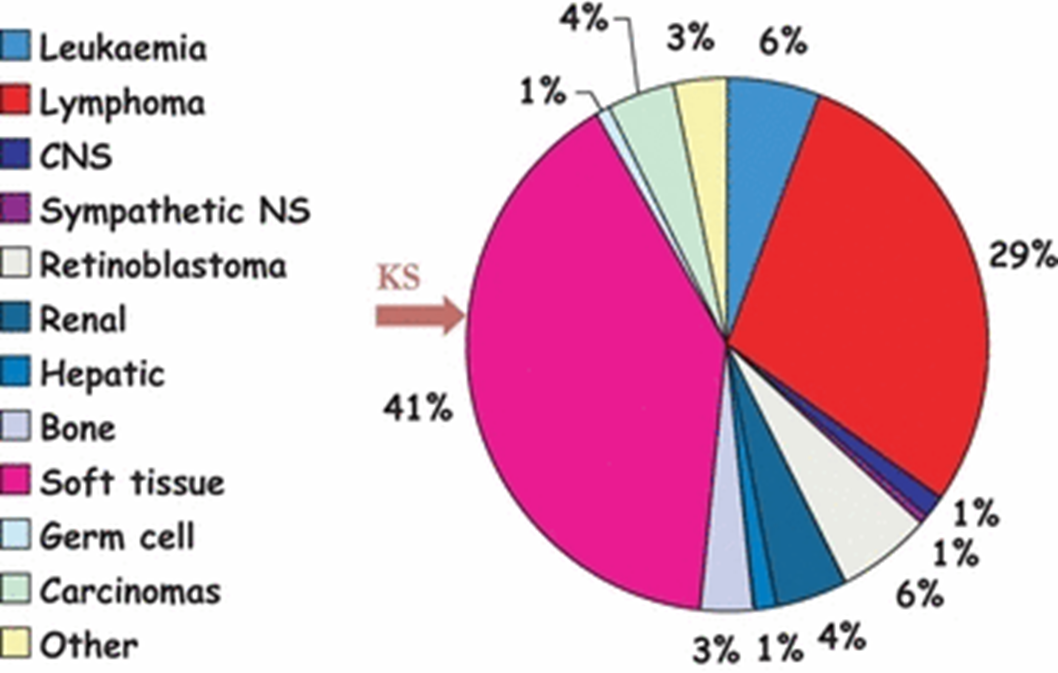 Leukaemia
Lymphoma
CNS
Sympathetic NS
Retinoblastoma
Renal
Hepatic
Bone
Soft tissue
Germ cell
Carcinomas
Other
4%
3%
6%
1%
29%
KS
41%
1%
1%
6%
4%
3%
1%